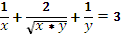 1/x + 2/√(x * y) + 1/y = 3